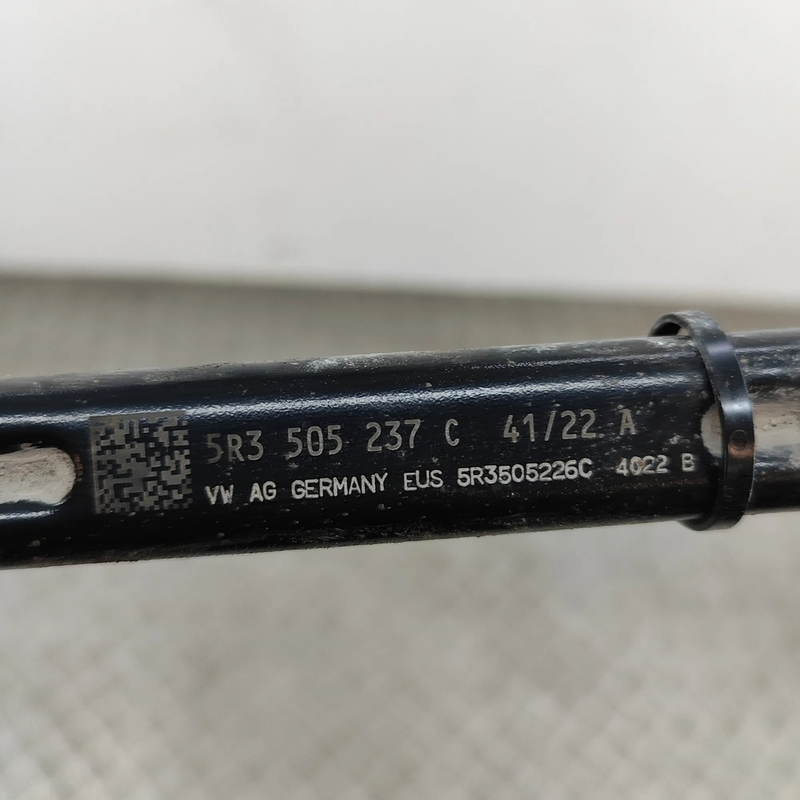 5R3 505 237 C 41/22 A
VW AG GERMANY EUS 5R3505226C 4022 B